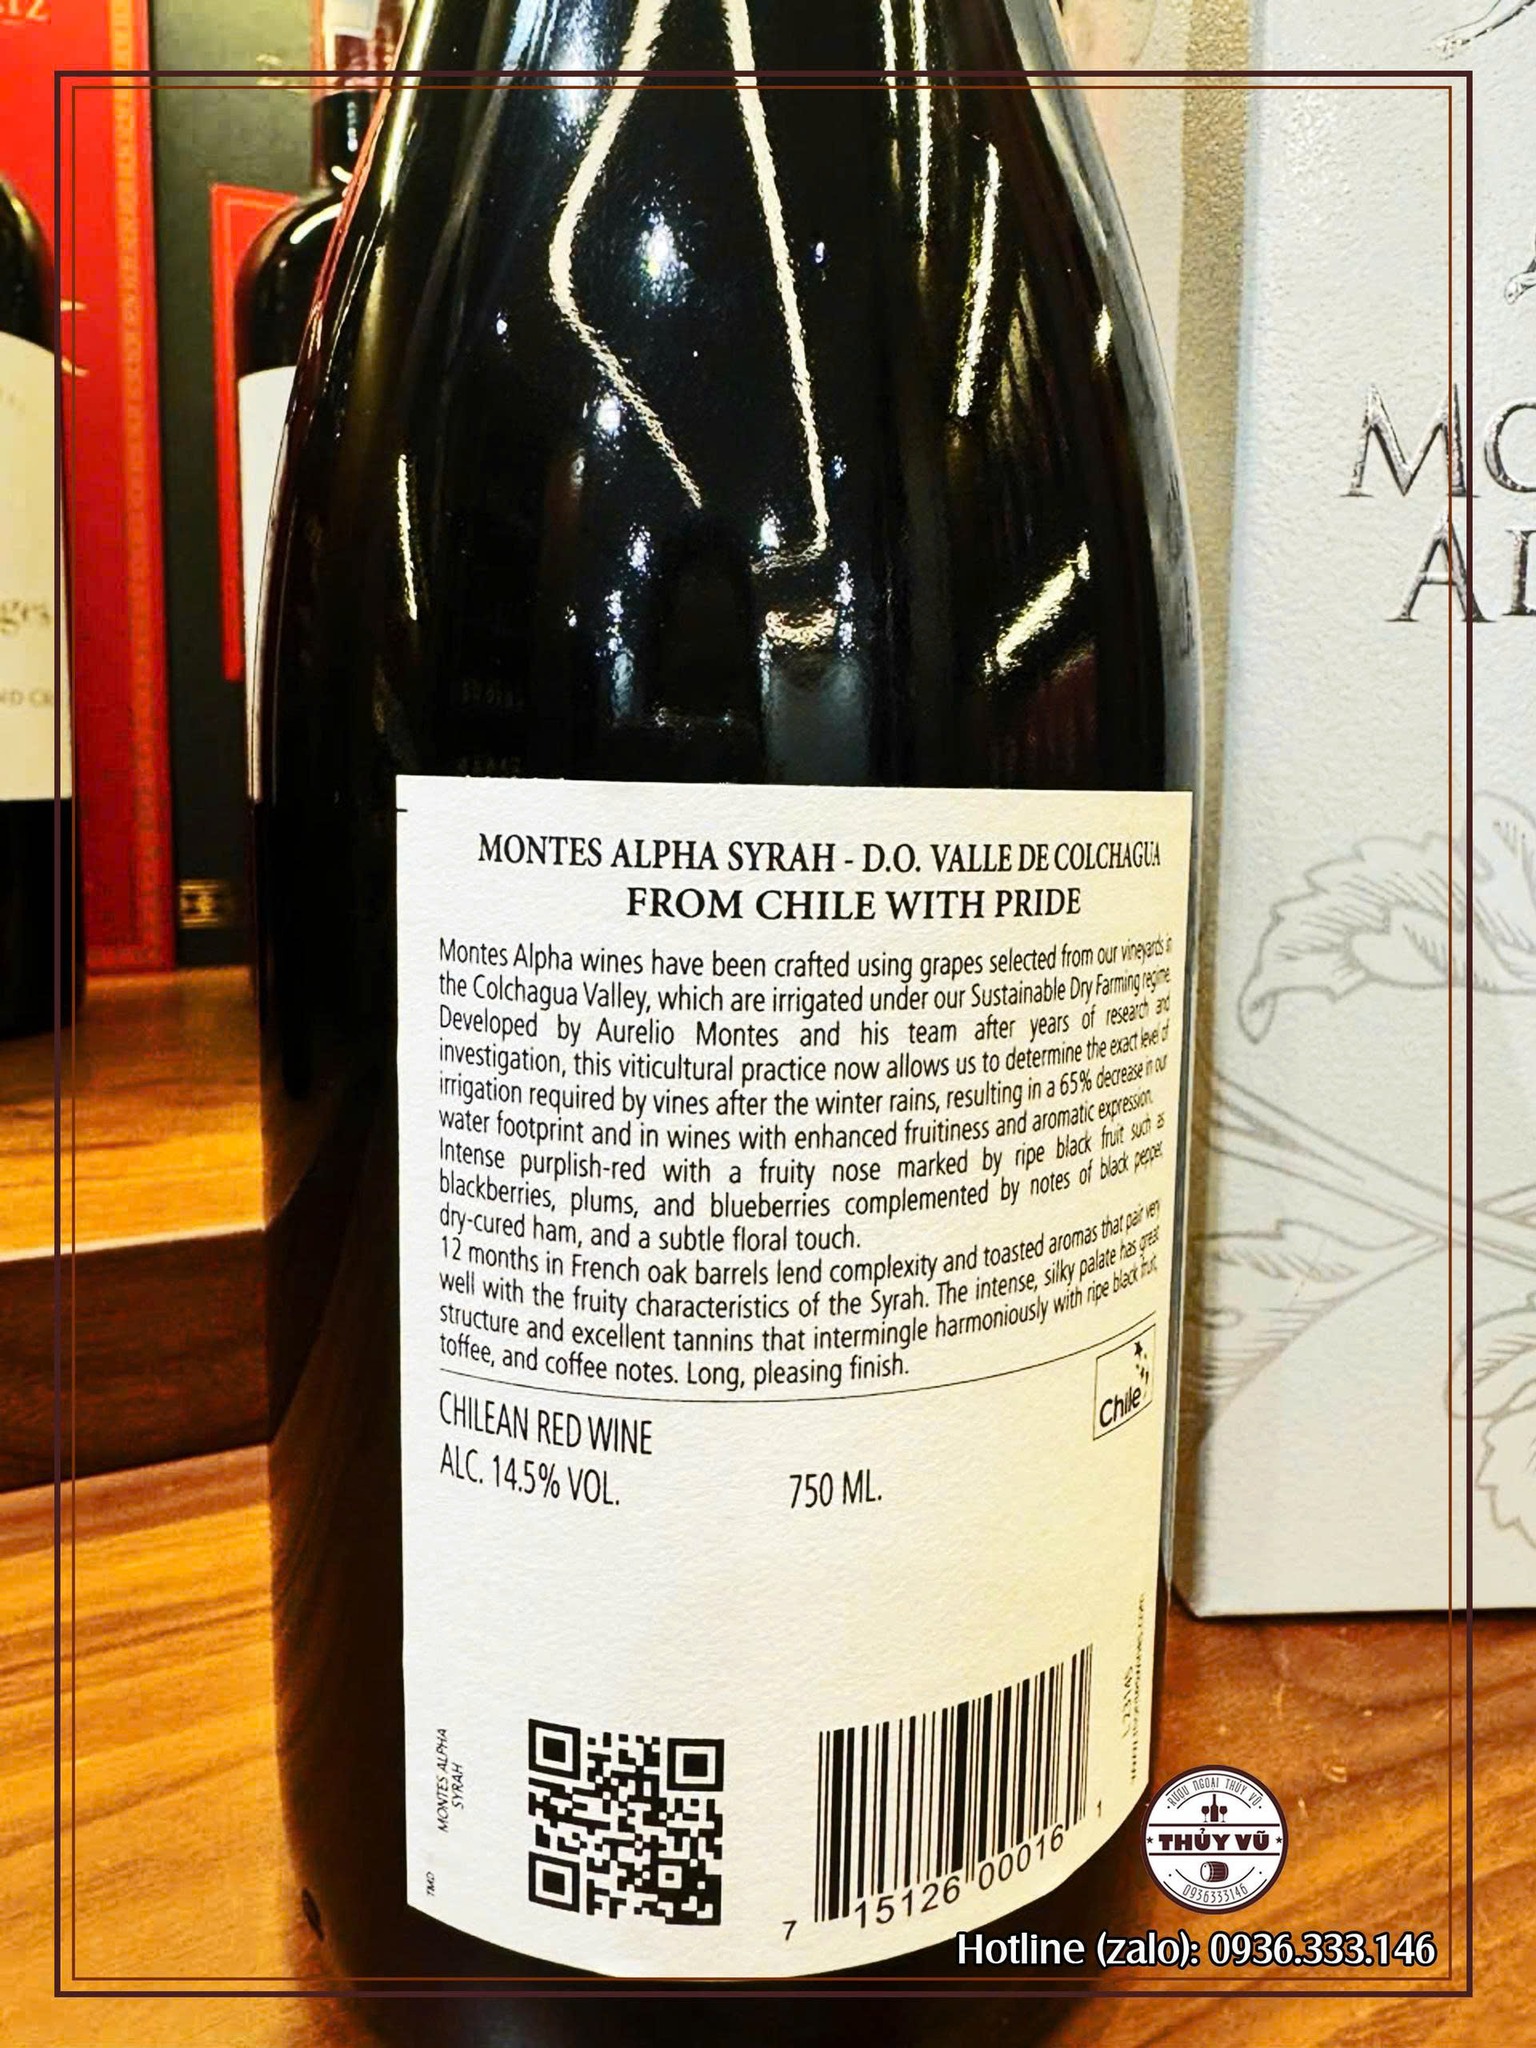 MONTES ALPHA SYRAH - D.O. VALLE DE COLCHAGUA
FROM CHILE WITH PRIDE
Montes Alpha wines have been crafted using grapes selected from our vineyards in
the Colchagua Valley, which are irrigated under our Sustainable Dry Farming regime.
Developed by Aurelio Montes and his team after years of research and
investigation, this viticultural practice now allows us to determine the exact level of
irrigation required by vines after the winter rains, resulting in a 65% decrease in our
water footprint and in wines with enhanced fruitiness and aromatic expression.
Intense purplish-red with a fruity nose marked by ripe black fruit such as
blackberries, plums, and blueberries complemented by notes of black pepper,
dry-cured ham, and a subtle floral touch.
12 months in French oak barrels lend complexity and toasted aromas that pair very
well with the fruity characteristics of the Syrah. The intense, silky palate has great
structure and excellent tannins that intermingle harmoniously with ripe black fruit,
toffee, and coffee notes. Long, pleasing finish.
Chile
CHILEAN RED WINE
ALC. 14.5% VOL.
750 ML.
MONTES ALPHA
SYRAH
TMD
7 15126 00016 1
L-23145
RƯỢU NGOẠI THỦY VŨ
THỦY VŨ
0936333146
Hotline (zalo): 0936.333.146